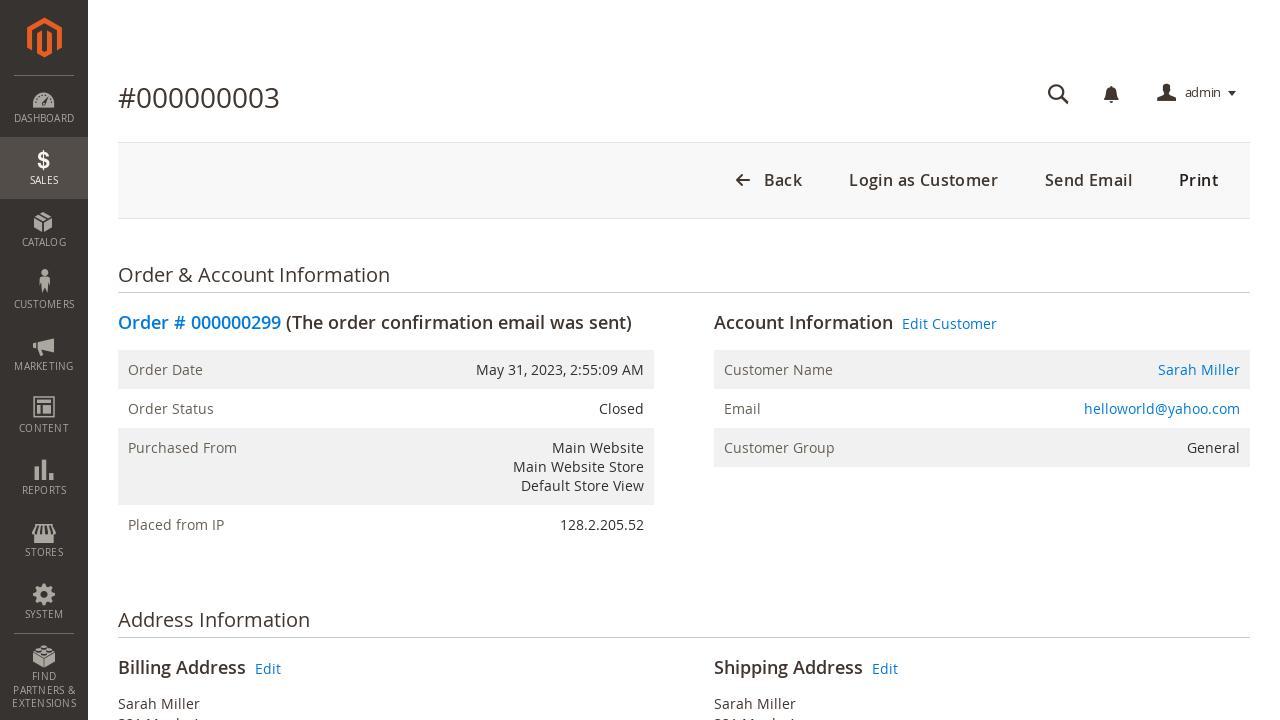 #000000003
admin
DASHBOARD
SALES
CATALOG
CUSTOMERS
MARKETING
CONTENT
REPORTS
STORES
SYSTEM
FIND
PARTNERS &
EXTENSIONS
Back
Login as Customer
Send Email
Print
Order & Account Information
Order # 000000299 (The order confirmation email was sent)
Order Date
May 31, 2023, 2:55:09 AM
Order Status
Closed
Purchased From
Main Website
Main Website Store
Default Store View
Placed from IP
128.2.205.52
Account Information Edit Customer
Customer Name
Sarah Miller
Email
helloworld@yahoo.com
Customer Group
General
Address Information
Billing Address Edit
Sarah Miller
Shipping Address Edit
Sarah Miller